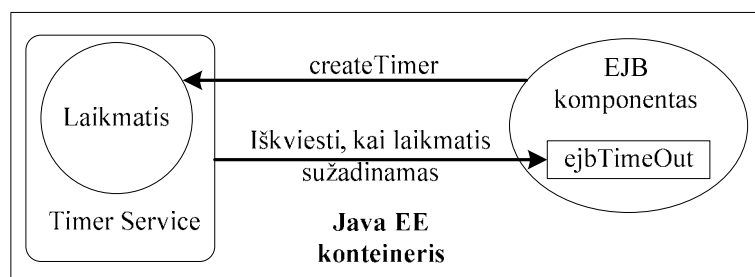 createTimer
EJB
komponentas
Laikmatis
Iškviesti, kai laikmatis
sužadinamas
ejbTimeOut
Timer Service
Java EE
konteineris